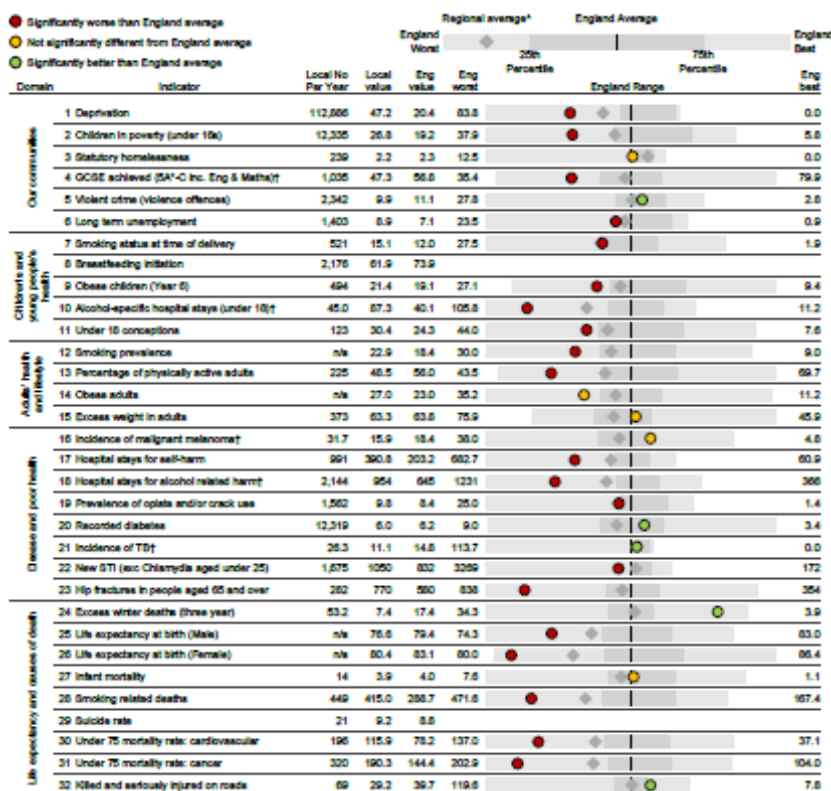 Significantly worse than England average
Not significantly different from England average
Significantly better than England average
Regional average^ England Average
England Worst England Best
25th Percentile 75th Percentile
Domain Indicator Local No Per Year Local value Eng value Eng worst England Range Eng best
Our communities
1 Deprivation 112,686 47.2 20.4 83.8 0.0
2 Children in poverty (under 16s) 12,335 26.8 19.2 37.9 5.8
3 Statutory homelessness 239 2.2 2.3 12.5 0.0
4 GCSE achieved (5A*-C inc. Eng & Maths)† 1,035 47.3 56.8 35.4 79.9
5 Violent crime (violence offences) 2,342 9.9 11.1 27.8 2.8
6 Long term unemployment 1,403 8.9 7.1 23.5 0.9
Children's and young people's health
7 Smoking status at time of delivery 521 15.1 12.0 27.5 1.9
8 Breastfeeding initiation 2,176 61.9 73.9
9 Obese children (Year 6) 494 21.4 19.1 27.1 9.4
10 Alcohol-specific hospital stays (under 18)† 45.0 87.3 40.1 105.8 11.2
11 Under 18 conceptions 123 30.4 24.3 44.0 7.6
Adults' health and lifestyle
12 Smoking prevalence n/a 22.9 18.4 30.0 9.0
13 Percentage of physically active adults 225 48.5 56.0 43.5 69.7
14 Obese adults n/a 27.0 23.0 35.2 11.2
15 Excess weight in adults 373 63.3 63.8 75.9 45.9
Disease and poor health
16 Incidence of malignant melanoma† 31.7 15.9 18.4 38.0 4.8
17 Hospital stays for self-harm 991 390.8 203.2 682.7 60.9
18 Hospital stays for alcohol related harm† 2,144 954 645 1231 366
19 Prevalence of opiate and/or crack use 1,562 9.8 8.4 25.0 1.4
20 Recorded diabetes 12,319 6.0 6.2 9.0 3.4
21 Incidence of TB† 26.3 11.1 14.8 113.7 0.0
22 New STI (exc Chlamydia aged under 25) 1,675 1050 832 3269 172
23 Hip fractures in people aged 65 and over 262 770 580 838 354
Life expectancy and causes of death
24 Excess winter deaths (three year) 53.2 7.4 17.4 34.3 3.9
25 Life expectancy at birth (Male) n/a 76.6 79.4 74.3 83.0
26 Life expectancy at birth (Female) n/a 80.4 83.1 80.0 86.4
27 Infant mortality 14 3.9 4.0 7.6 1.1
28 Smoking related deaths 449 415.0 288.7 471.6 167.4
29 Suicide rate 21 9.2 8.8
30 Under 75 mortality rate: cardiovascular 196 115.9 78.2 137.0 37.1
31 Under 75 mortality rate: cancer 320 190.3 144.4 202.9 104.0
32 Killed and seriously injured on roads 69 29.2 39.7 119.6 7.8